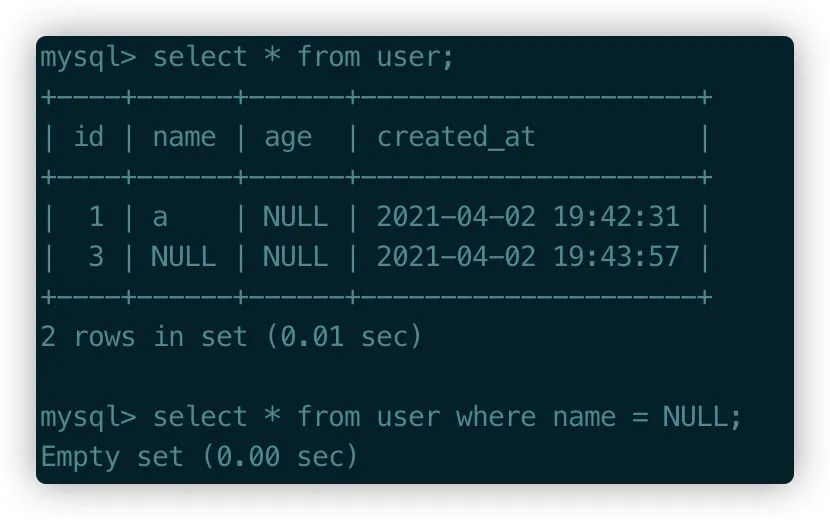 mysql> select * from user;
+----+------+------+---------------------+
| id | name | age  | created_at          |
+----+------+------+---------------------+
|  1 | a    | NULL | 2021-04-02 19:42:31 |
|  3 | NULL | NULL | 2021-04-02 19:43:57 |
+----+------+------+---------------------+
2 rows in set (0.01 sec)
mysql> select * from user where name = NULL;
Empty set (0.00 sec)